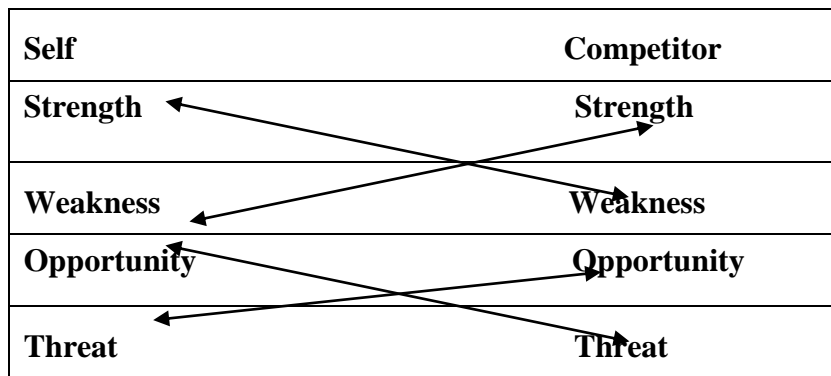 Self Competitor
Strength Strength
Weakness Weakness
Opportunity Opportunity
Threat Threat